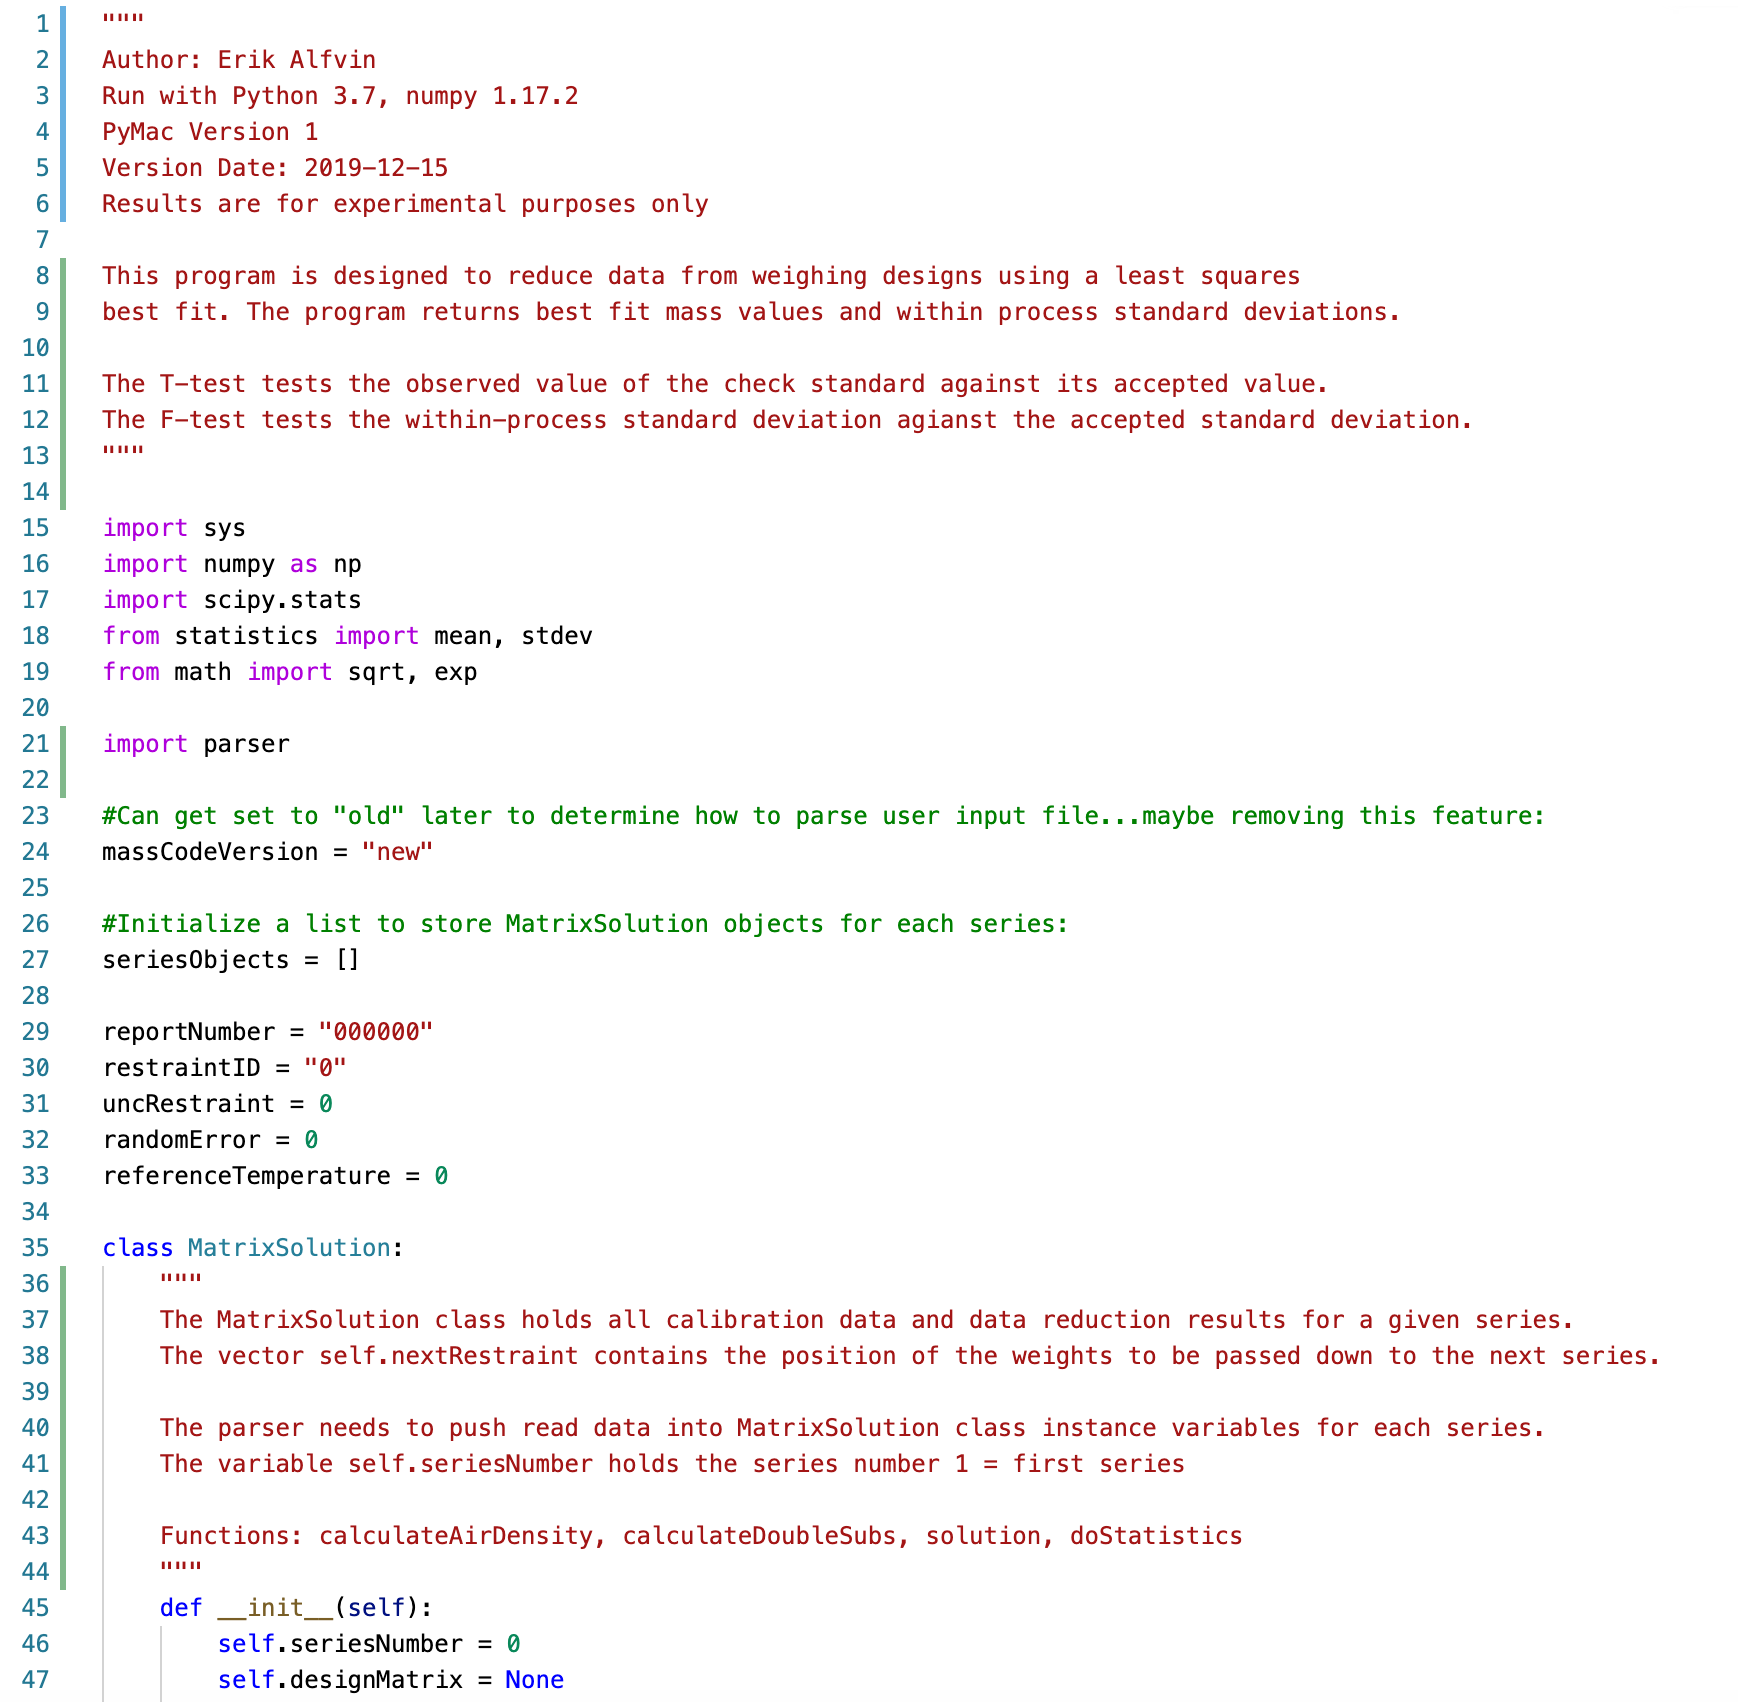 1 """
2 Author: Erik Alfvin
3 Run with Python 3.7, numpy 1.17.2
4 PyMac Version 1
5 Version Date: 2019-12-15
6 Results are for experimental purposes only
7
8 This program is designed to reduce data from weighing designs using a least squares
9 best fit. The program returns best fit mass values and within process standard deviations.
10
11 The T-test tests the observed value of the check standard against its accepted value.
12 The F-test tests the within-process standard deviation agianst the accepted standard deviation.
13 """
14
15 import sys
16 import numpy as np
17 import scipy.stats
18 from statistics import mean, stdev
19 from math import sqrt, exp
20
21 import parser
22
23 #Can get set to "old" later to determine how to parse user input file...maybe removing this feature:
24 massCodeVersion = "new"
25
26 #Initialize a list to store MatrixSolution objects for each series:
27 seriesObjects = []
28
29 reportNumber = "000000"
30 restraintID = "0"
31 uncRestraint = 0
32 randomError = 0
33 referenceTemperature = 0
34
35 class MatrixSolution:
36     """
37     The MatrixSolution class holds all calibration data and data reduction results for a given series.
38     The vector self.nextRestraint contains the position of the weights to be passed down to the next series.
39
40     The parser needs to push read data into MatrixSolution class instance variables for each series.
41     The variable self.seriesNumber holds the series number 1 = first series
42
43     Functions: calculateAirDensity, calculateDoubleSubs, solution, doStatistics
44     """
45     def __init__(self):
46         self.seriesNumber = 0
47         self.designMatrix = None